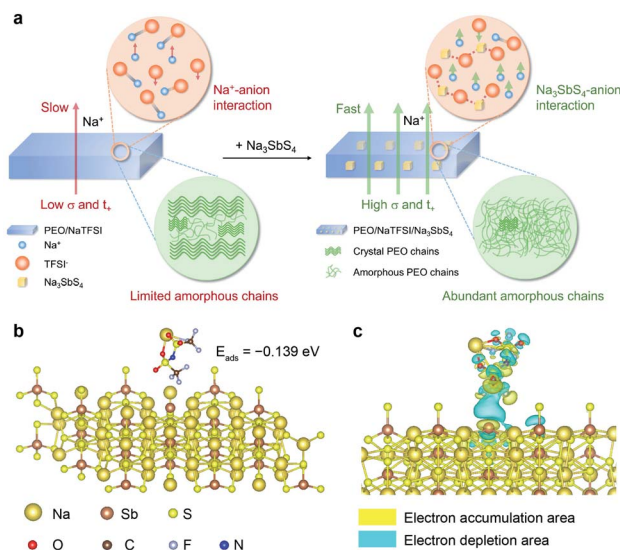 a
Na⁺-anion
interaction
Slow
Na⁺
Low σ and t₊
+ Na₃SbS₄
Na₃SbS₄-anion
interaction
Fast
Na⁺
High σ and t₊
PEO/NaTFSI
Na⁺
TFSI⁻
Na₃SbS₄
Limited amorphous chains
PEO/NaTFSI/Na₃SbS₄
Crystal PEO chains
Amorphous PEO chains
Abundant amorphous chains
b
E_ads = −0.139 eV
Na Sb S
O C F N
c
Electron accumulation area
Electron depletion area